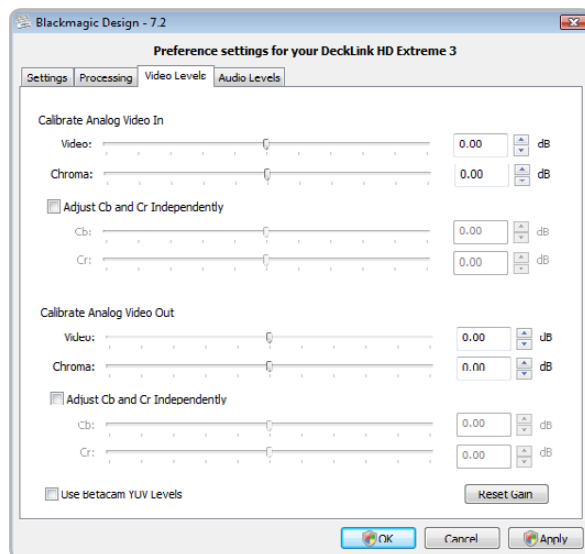 Blackmagic Design - 7.2
Preference settings for your DeckLink HD Extreme 3
Settings Processing Video Levels Audio Levels
Calibrate Analog Video In
Video: 0.00 dB
Chroma: 0.00 dB
Adjust Cb and Cr Independently
Cb: 0.00 dB
Cr: 0.00 dB
Calibrate Analog Video Out
Video: 0.00 dB
Chroma: 0.00 dB
Adjust Cb and Cr Independently
Cb: 0.00 dB
Cr: 0.00 dB
Use Betacam YUV Levels Reset Gain
OK Cancel Apply